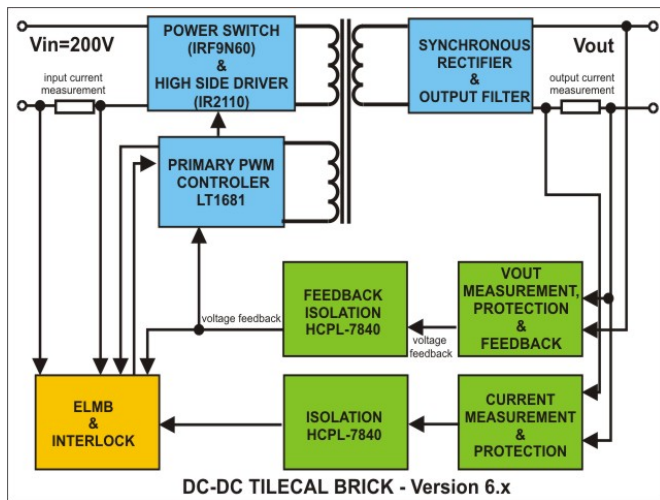 Vin=200V
input current
measurement
POWER SWITCH
(IRF9N60)
&
HIGH SIDE DRIVER
(IR2110)
SYNCHRONOUS
RECTIFIER
&
OUTPUT FILTER
Vout
output current
measurement
PRIMARY PWM
CONTROLER
LT1681
voltage feedback
FEEDBACK
ISOLATION
HCPL-7840
voltage
feedback
VOUT
MEASUREMENT,
PROTECTION
&
FEEDBACK
ELMB
&
INTERLOCK
ISOLATION
HCPL-7840
CURRENT
MEASUREMENT
&
PROTECTION
DC-DC TILECAL BRICK - Version 6.x